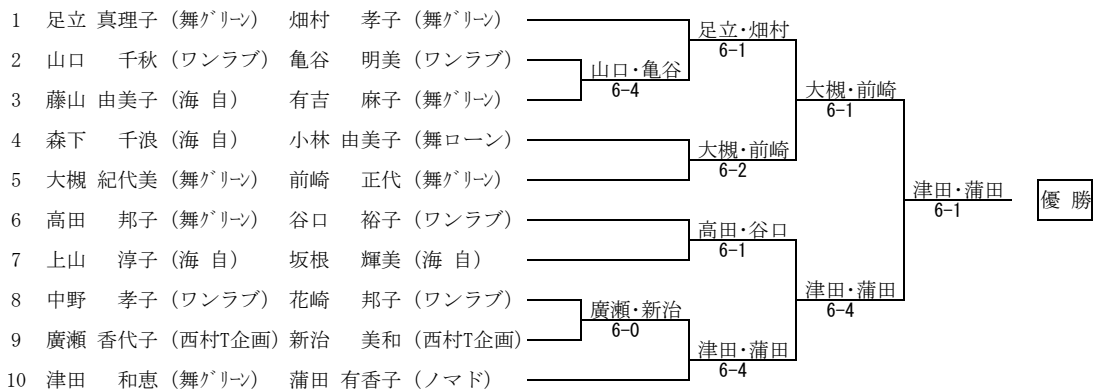 1 足立 真理子 (舞グリーン) 畑村 孝子 (舞グリーン)
足立・畑村
6-1
2 山口 千秋 (ワンラブ) 亀谷 明美 (ワンラブ)
山口・亀谷
6-4
3 藤山 由美子 (海 自) 有吉 麻子 (舞グリーン)
大槻・前崎
6-1
4 森下 千浪 (海 自) 小林 由美子 (舞ローン)
大槻・前崎
6-2
5 大槻 紀代美 (舞グリーン) 前崎 正代 (舞グリーン)
津田・蒲田
6-1
優 勝
6 高田 邦子 (舞グリーン) 谷口 裕子 (ワンラブ)
高田・谷口
6-1
7 上山 淳子 (海 自) 坂根 輝美 (海 自)
8 中野 孝子 (ワンラブ) 花崎 邦子 (ワンラブ)
津田・蒲田
6-4
廣瀬・新治
6-0
9 廣瀬 香代子 (西村T企画) 新治 美和 (西村T企画)
津田・蒲田
6-4
10 津田 和恵 (舞グリーン) 蒲田 有香子 (ノマド)